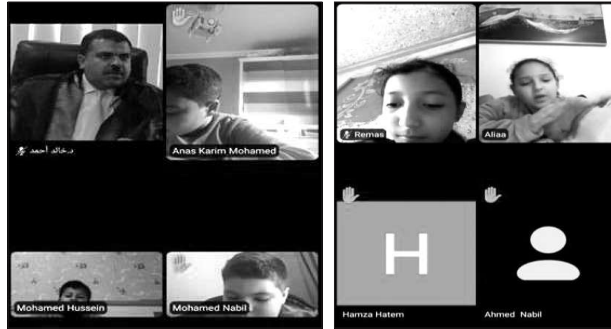 د.خالد أحمد
Anas Karim Mohamed
Mohamed Hussein
Mohamed Nabil
Remas
Aliaa
H
Hamza Hatem
Ahmed Nabil